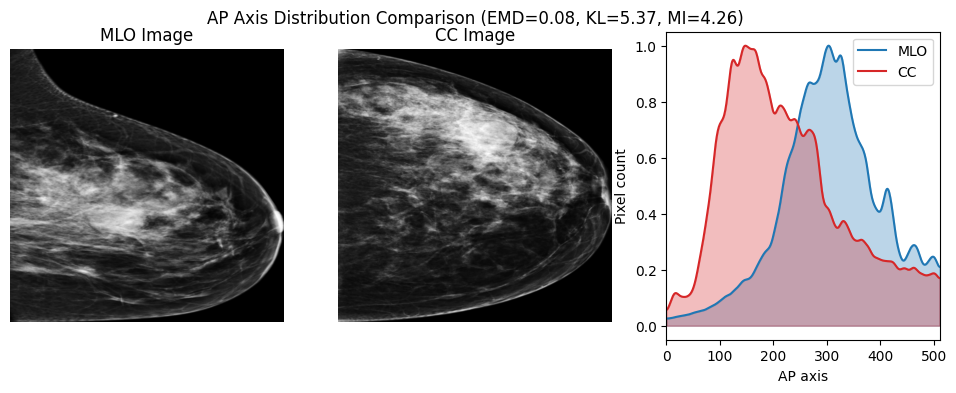 AP Axis Distribution Comparison (EMD=0.08, KL=5.37, MI=4.26)
MLO Image
CC Image
MLO
CC
Pixel count
1.0
0.8
0.6
0.4
0.2
0.0
0 100 200 300 400 500
AP axis